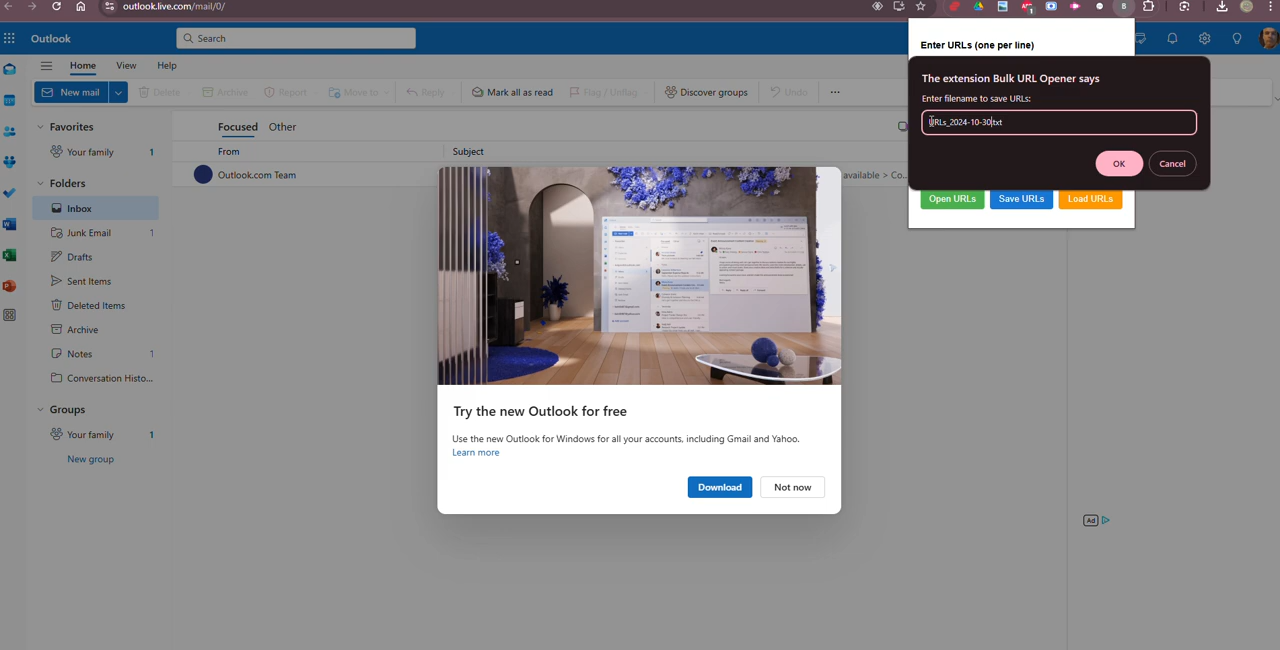 outlook.live.com/mail/0/
Outlook
Search
Enter URLs (one per line)
The extension Bulk URL Opener says
Enter filename to save URLs:
URLs_2024-10-30txt
OK
Cancel
Open URLs
Save URLs
Load URLs
Home
View
Help
New mail
Delete
Archive
Report
Move to
Reply
Mark all as read
Flag / Unflag
Discover groups
Undo
Favorites
Your family 1
Folders
Inbox
Junk Email 1
Drafts
Sent Items
Deleted Items
Archive
Notes 1
Conversation Histo...
Groups
Your family 1
New group
Focused
Other
From
Subject
Outlook.com Team
available > Co...
Try the new Outlook for free
Use the new Outlook for Windows for all your accounts, including Gmail and Yahoo.
Learn more
Download
Not now
Ad